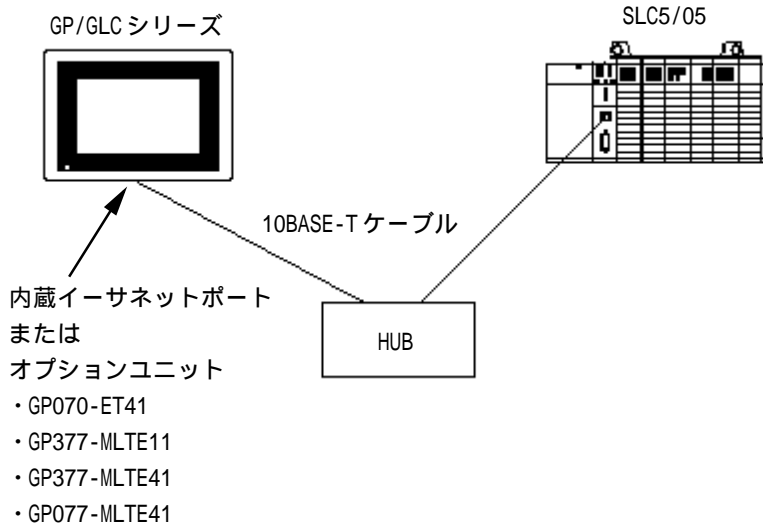 GP/GLCシリーズ
SLC5/05
10BASE-Tケーブル
内蔵イーサネットポート
または
オプションユニット
・GP070-ET41
・GP377-MLTE11
・GP377-MLTE41
・GP077-MLTE41
HUB